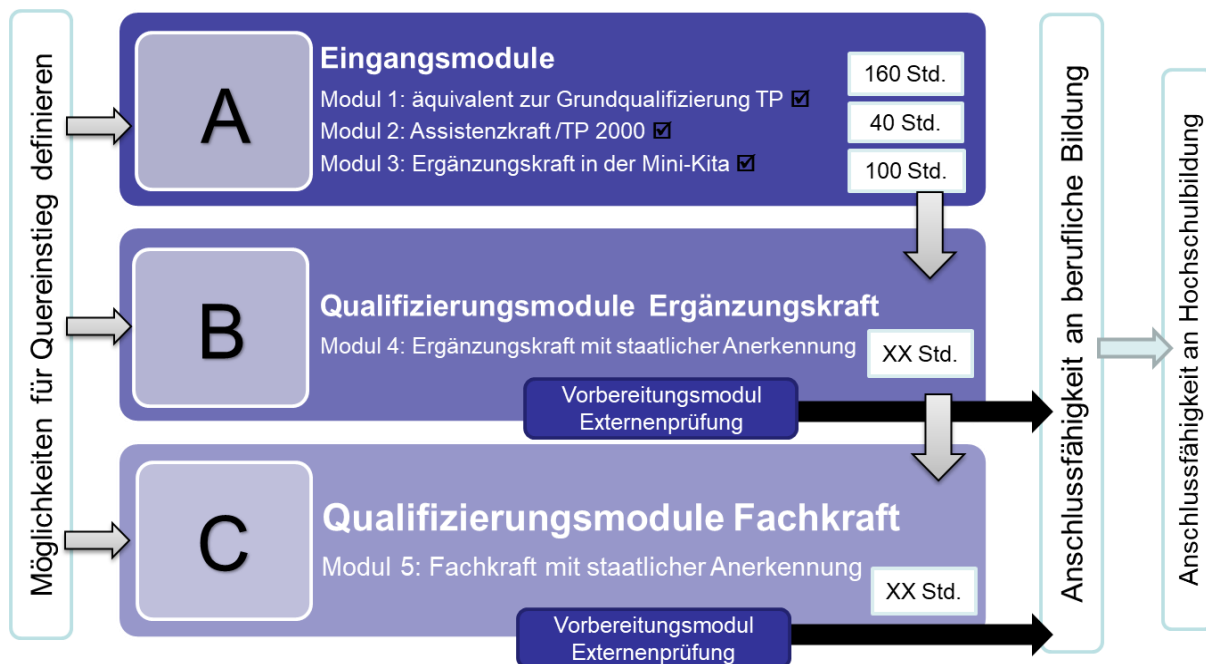 Möglichkeiten für Quereinstieg definieren
A
Eingangsmodule
Modul 1: äquivalent zur Grundqualifizierung TP ☑
160 Std.
Modul 2: Assistenzkraft /TP 2000 ☑
40 Std.
Modul 3: Ergänzungskraft in der Mini-Kita ☑
100 Std.
B
Qualifizierungsmodule Ergänzungskraft
Modul 4: Ergänzungskraft mit staatlicher Anerkennung
XX Std.
Vorbereitungsmodul
Externenprüfung
C
Qualifizierungsmodule Fachkraft
Modul 5: Fachkraft mit staatlicher Anerkennung
XX Std.
Vorbereitungsmodul
Externenprüfung
Anschlussfähigkeit an berufliche Bildung
Anschlussfähigkeit an Hochschulbildung